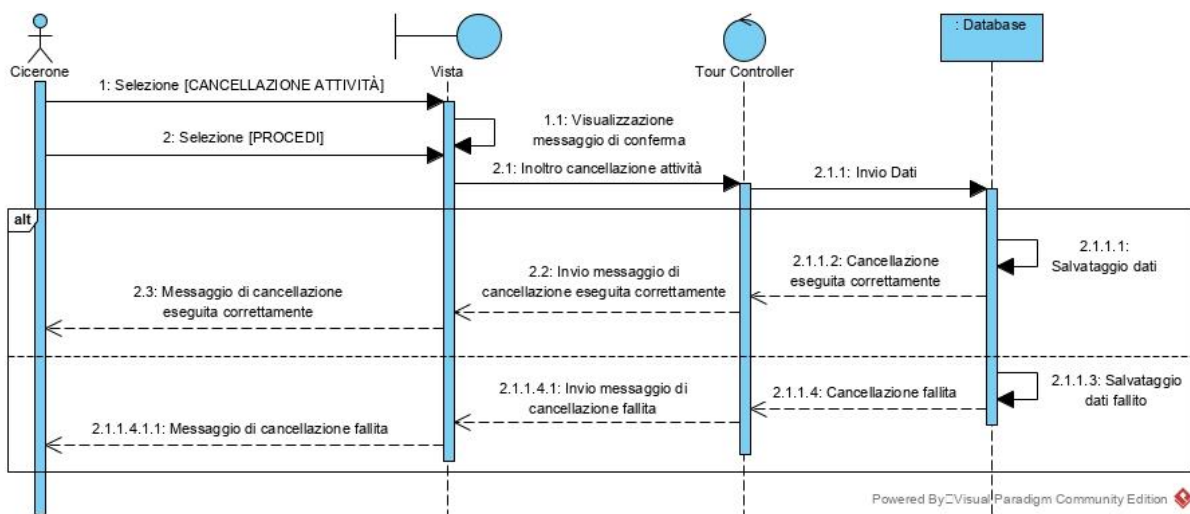 : Database
Cicerone
Vista
Tour Controller
1: Selezione [CANCELLAZIONE ATTIVITÀ]
1.1: Visualizzazione
messaggio di conferma
2: Selezione [PROCEDI]
2.1: Inoltro cancellazione attività
2.1.1: Invio Dati
alt
2.1.1.1:
Salvataggio dati
2.1.1.2: Cancellazione
eseguita correttamente
2.2: Invio messaggio di
cancellazione eseguita correttamente
2.3: Messaggio di cancellazione
eseguita correttamente
2.1.1.3: Salvataggio
dati fallito
2.1.1.4: Cancellazione fallita
2.1.1.4.1: Invio messaggio di
cancellazione fallita
2.1.1.4.1.1: Messaggio di cancellazione fallita
Powered By Visual Paradigm Community Edition